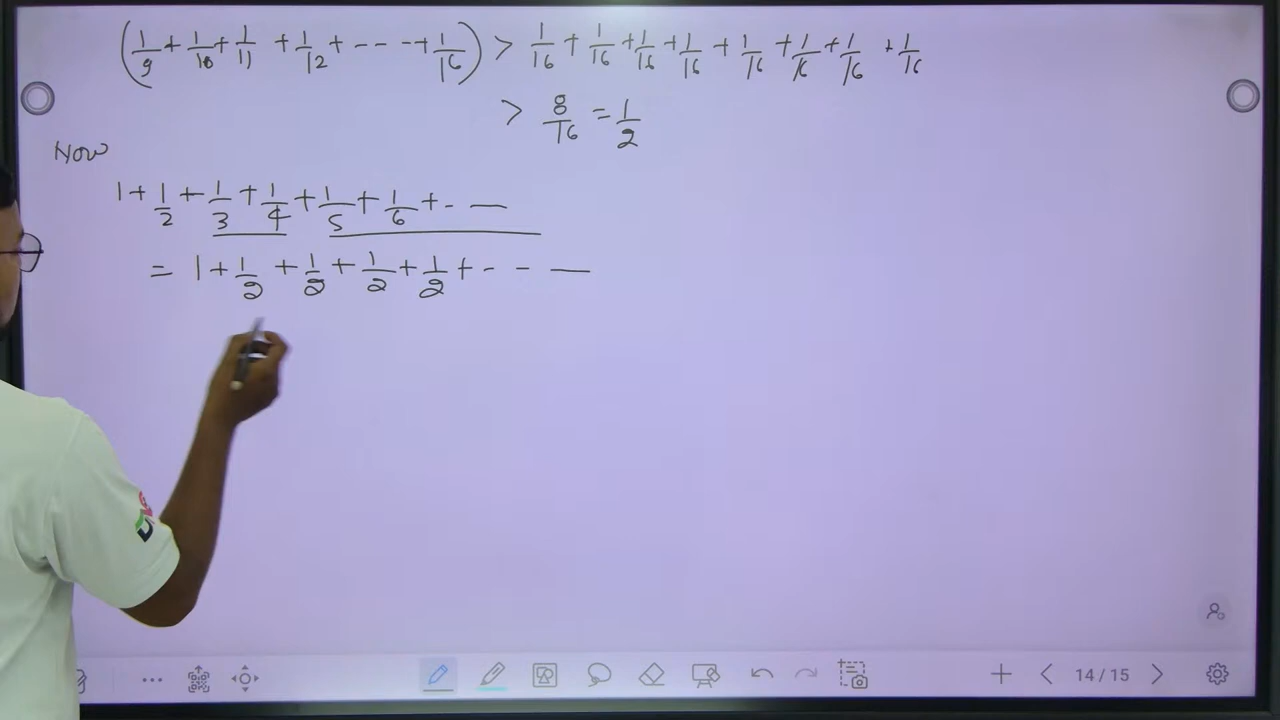 (1/9 + 1/10 + 1/11 + 1/12 + --- + 1/16) > 1/16 + 1/16 + 1/16 + 1/16 + 1/16 + 1/16 + 1/16 + 1/16
> 8/16 = 1/2
Now
1 + 1/2 + 1/3 + 1/4 + 1/5 + 1/6 + - —
= 1 + 1/2 + 1/2 + 1/2 + 1/2 + - - —
14/15